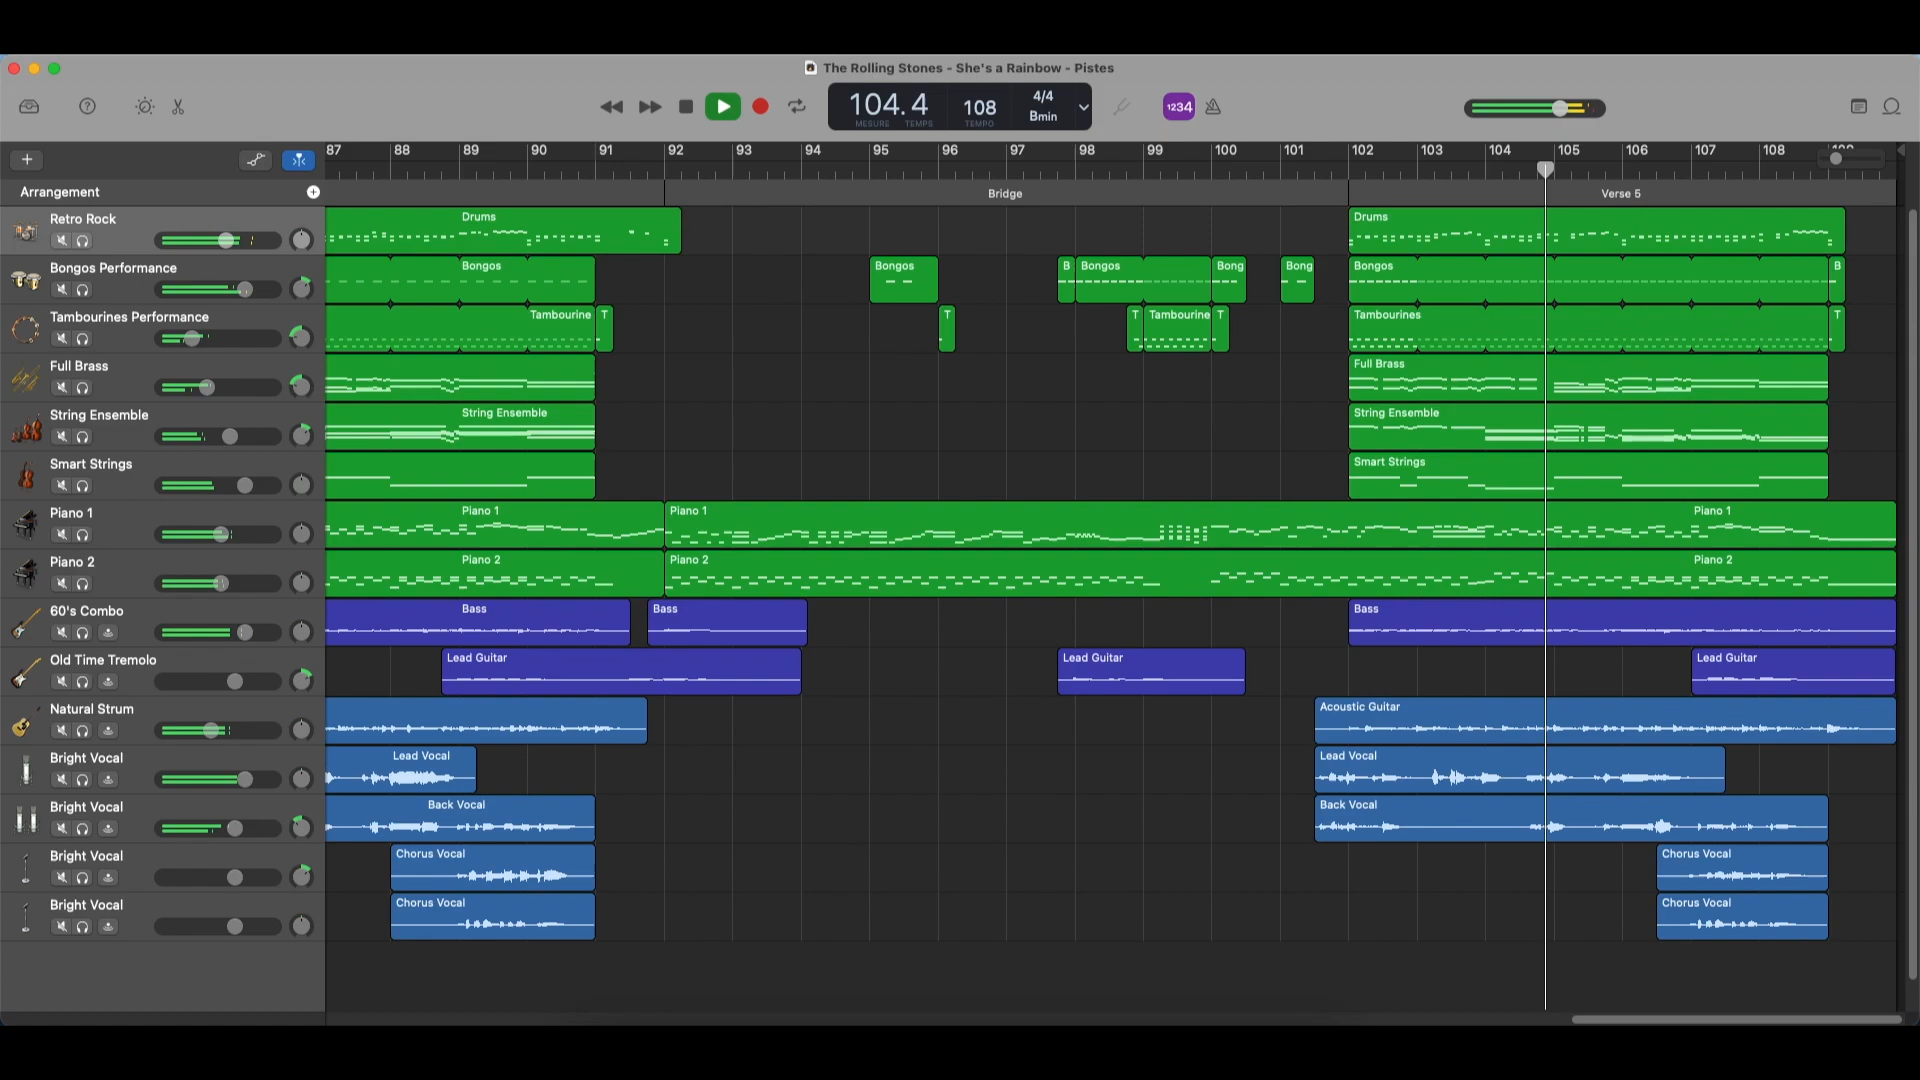 The Rolling Stones - She's a Rainbow - Pistes
104.4
MESURE TEMPS
108
TEMPO
4/4
Bmin
1234
87 88 89 90 91 92 93 94 95 96 97 98 99 100 101 102 103 104 105 106 107 108
Arrangement
Bridge
Verse 5
Retro Rock
Drums
Drums
Bongos Performance
Bongos
Bongos
B
Bongos
Bong
Bong
Bongos
B
Tambourines Performance
Tambourine
T
T
T
Tambourine
T
Tambourines
T
Full Brass
Full Brass
String Ensemble
String Ensemble
String Ensemble
Smart Strings
Smart Strings
Piano 1
Piano 1
Piano 1
Piano 1
Piano 2
Piano 2
Piano 2
Piano 2
60's Combo
Bass
Bass
Bass
Old Time Tremolo
Lead Guitar
Lead Guitar
Lead Guitar
Natural Strum
Acoustic Guitar
Bright Vocal
Lead Vocal
Lead Vocal
Bright Vocal
Back Vocal
Back Vocal
Bright Vocal
Chorus Vocal
Chorus Vocal
Bright Vocal
Chorus Vocal
Chorus Vocal